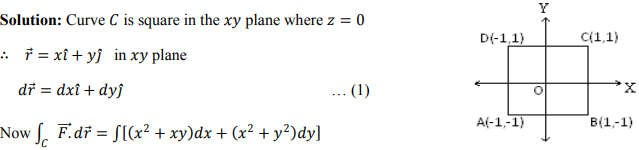 Solution: Curve C is square in the xy plane where z = 0
∴ r⃗ = xî + yĵ in xy plane
dr⃗ = dxî + dyĵ … (1)
Now ∫_C F⃗.dr⃗ = ∫[(x² + xy)dx + (x² + y²)dy]
Y
D(-1,1) C(1,1)
O X
A(-1,-1) B(1,-1)